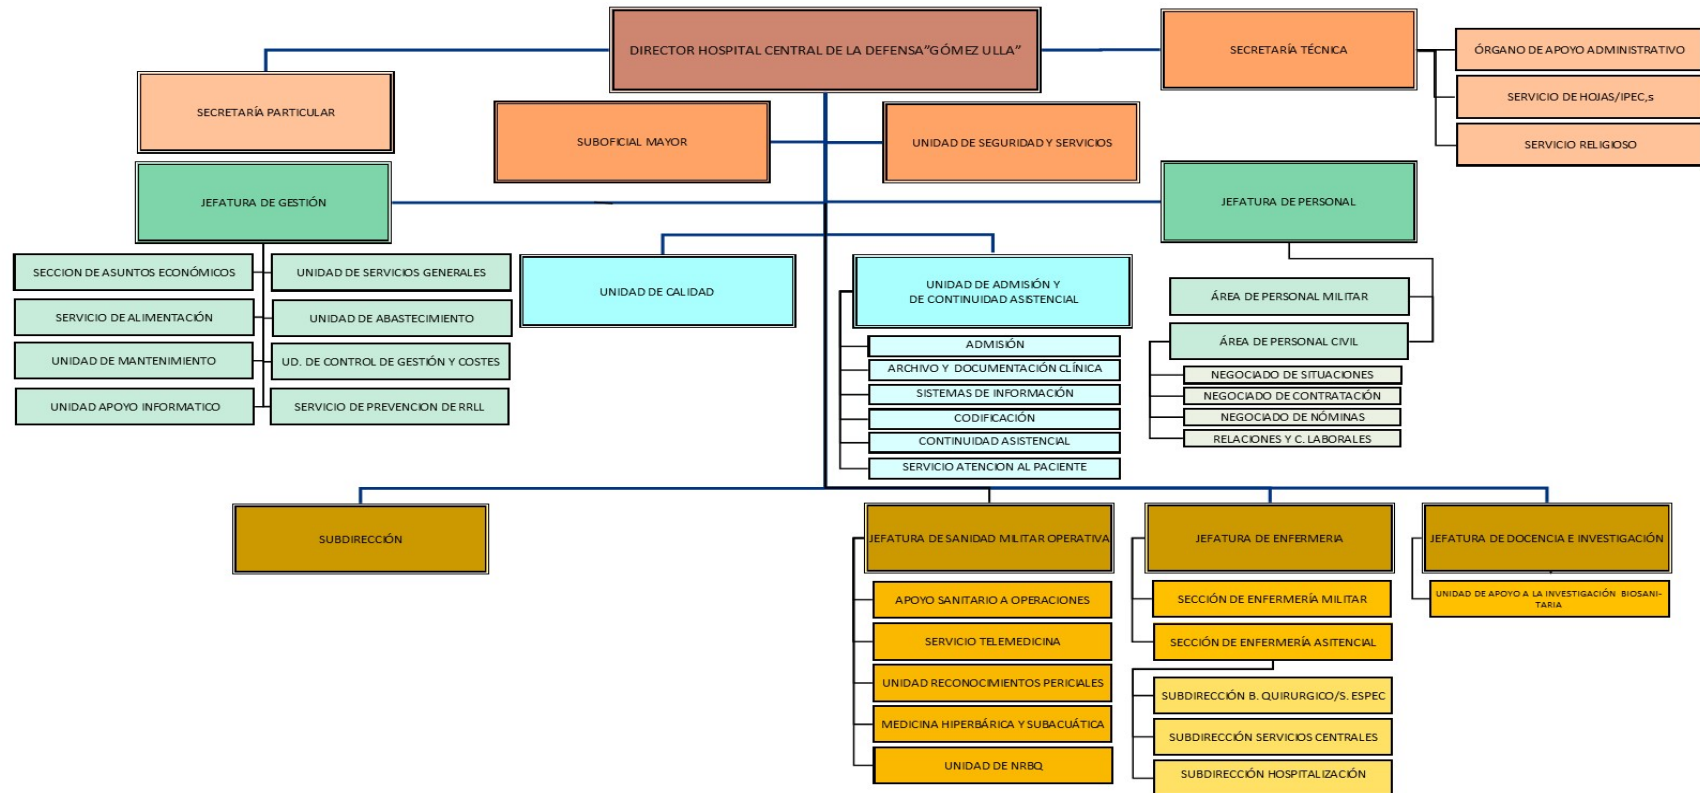 DIRECTOR HOSPITAL CENTRAL DE LA DEFENSA"GÓMEZ ULLA"
SECRETARÍA TÉCNICA
ÓRGANO DE APOYO ADMINISTRATIVO
SERVICIO DE HOJAS/IPEC,s
SERVICIO RELIGIOSO
SECRETARÍA PARTICULAR
SUBOFICIAL MAYOR
UNIDAD DE SEGURIDAD Y SERVICIOS
JEFATURA DE GESTIÓN
JEFATURA DE PERSONAL
SECCION DE ASUNTOS ECONÓMICOS
UNIDAD DE SERVICIOS GENERALES
SERVICIO DE ALIMENTACIÓN
UNIDAD DE ABASTECIMIENTO
UNIDAD DE MANTENIMIENTO
UD. DE CONTROL DE GESTIÓN Y COSTES
UNIDAD APOYO INFORMATICO
SERVICIO DE PREVENCION DE RRLL
UNIDAD DE CALIDAD
UNIDAD DE ADMISIÓN Y
DE CONTINUIDAD ASISTENCIAL
ADMISIÓN
ARCHIVO Y DOCUMENTACIÓN CLÍNICA
SISTEMAS DE INFORMACIÓN
CODIFICACIÓN
CONTINUIDAD ASISTENCIAL
SERVICIO ATENCION AL PACIENTE
ÁREA DE PERSONAL MILITAR
ÁREA DE PERSONAL CIVIL
NEGOCIADO DE SITUACIONES
NEGOCIADO DE CONTRATACIÓN
NEGOCIADO DE NÓMINAS
RELACIONES Y C. LABORALES
SUBDIRECCIÓN
JEFATURA DE SANIDAD MILITAR OPERATIVA
APOYO SANITARIO A OPERACIONES
SERVICIO TELEMEDICINA
UNIDAD RECONOCIMIENTOS PERICIALES
MEDICINA HIPERBÁRICA Y SUBACUÁTICA
UNIDAD DE NRBQ
JEFATURA DE ENFERMERIA
SECCIÓN DE ENFERMERÍA MILITAR
SECCIÓN DE ENFERMERÍA ASITENCIAL
SUBDIRECCIÓN B. QUIRURGICO/S. ESPEC
SUBDIRECCIÓN SERVICIOS CENTRALES
SUBDIRECCIÓN HOSPITALIZACIÓN
JEFATURA DE DOCENCIA E INVESTIGACIÓN
UNIDAD DE APOYO A LA INVESTIGACIÓN BIOSANI-
TARIA